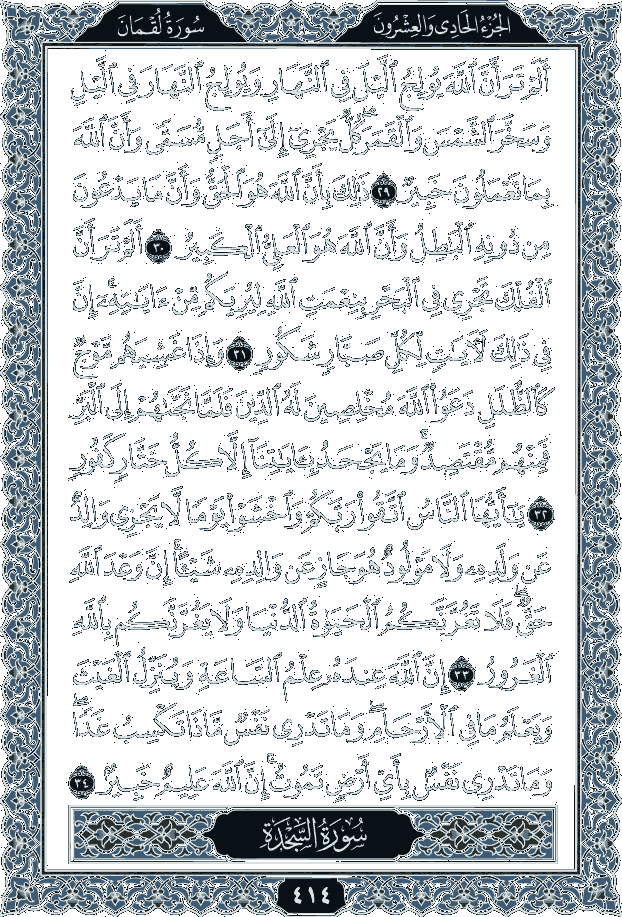 الجزء الحادي والعشرون
سورة لقمان
أَلَمْ تَرَ أَنَّ ٱللَّهَ يُولِجُ ٱلَّيْلَ فِى ٱلنَّهَارِ وَيُولِجُ ٱلنَّهَارَ فِى ٱلَّيْلِ
وَسَخَّرَ ٱلشَّمْسَ وَٱلْقَمَرَ كُلٌّ يَجْرِىٓ إِلَىٰٓ أَجَلٍ مُّسَمًّى وَأَنَّ ٱللَّهَ
بِمَا تَعْمَلُونَ خَبِيرٌ ٢٩ ذَٰلِكَ بِأَنَّ ٱللَّهَ هُوَ ٱلْحَقُّ وَأَنَّ مَا يَدْعُونَ
مِن دُونِهِ ٱلْبَٰطِلُ وَأَنَّ ٱللَّهَ هُوَ ٱلْعَلِىُّ ٱلْكَبِيرُ ٣٠ أَلَمْ تَرَ أَنَّ
ٱلْفُلْكَ تَجْرِى فِى ٱلْبَحْرِ بِنِعْمَتِ ٱللَّهِ لِيُرِيَكُم مِّنْ ءَايَٰتِهِۦٓ ۚ إِنَّ
فِى ذَٰلِكَ لَءَايَٰتٍ لِّكُلِّ صَبَّارٍ شَكُورٍ ٣١ وَإِذَا غَشِيَهُم مَّوْجٌ
كَٱلظُّلَلِ دَعَوُا۟ ٱللَّهَ مُخْلِصِينَ لَهُ ٱلدِّينَ فَلَمَّا نَجَّىٰهُمْ إِلَى ٱلْبَرِّ
فَمِنْهُم مُّقْتَصِدٌ ۚ وَمَا يَجْحَدُ بِـَٔايَٰتِنَآ إِلَّا كُلُّ خَتَّارٍ كَفُورٍ
٣٢ يَٰٓأَيُّهَا ٱلنَّاسُ ٱتَّقُوا۟ رَبَّكُمْ وَٱخْشَوْا۟ يَوْمًا لَّا يَجْزِى وَالِدٌ
عَن وَلَدِهِۦ وَلَا مَوْلُودٌ هُوَ جَازٍ عَن وَالِدِهِۦ شَيْـًٔا ۚ إِنَّ وَعْدَ ٱللَّهِ
حَقٌّ ۖ فَلَا تَغُرَّنَّكُمُ ٱلْحَيَوٰةُ ٱلدُّنْيَا وَلَا يَغُرَّنَّكُم بِٱللَّهِ
ٱلْغَرُورُ ٣٣ إِنَّ ٱللَّهَ عِندَهُۥ عِلْمُ ٱلسَّاعَةِ وَيُنَزِّلُ ٱلْغَيْثَ
وَيَعْلَمُ مَا فِى ٱلْأَرْحَامِ ۖ وَمَا تَدْرِى نَفْسٌ مَّاذَا تَكْسِبُ غَدًا ۖ
وَمَا تَدْرِى نَفْسٌۢ بِأَىِّ أَرْضٍ تَمُوتُ ۚ إِنَّ ٱللَّهَ عَلِيمٌ خَبِيرٌۢ ٣٤
سورة السجدة
٤١٤